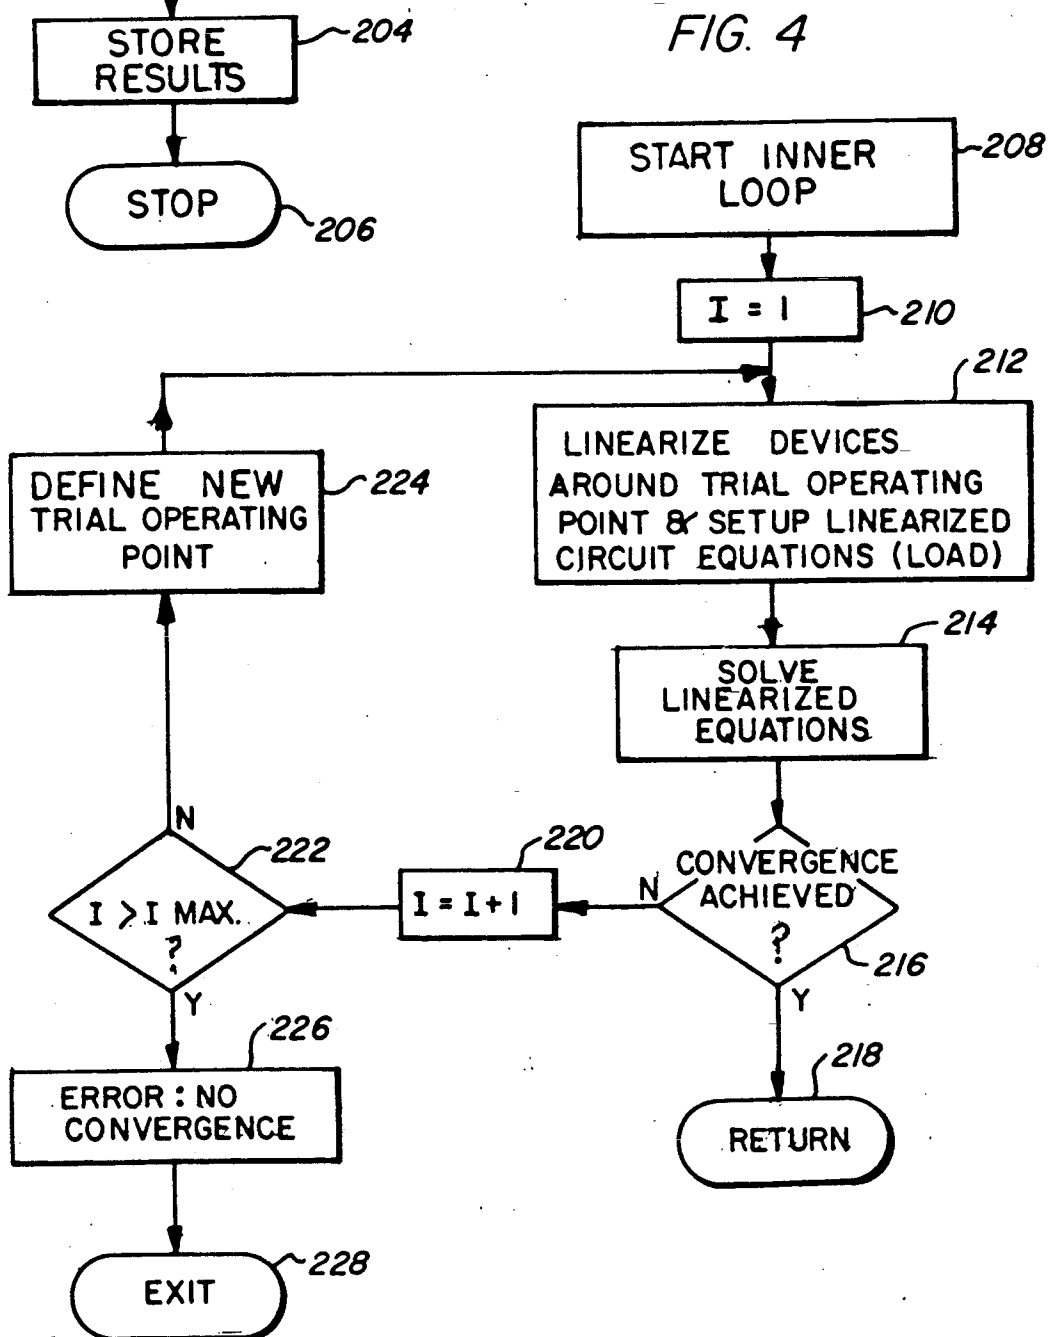 FIG. 4
STORE
RESULTS
204
STOP
206
START INNER
LOOP
208
I = 1
210
212
LINEARIZE DEVICES
AROUND TRIAL OPERATING
POINT & SETUP LINEARIZED
CIRCUIT EQUATIONS (LOAD)
DEFINE NEW
TRIAL OPERATING
POINT
224
214
SOLVE
LINEARIZED
EQUATIONS
CONVERGENCE
ACHIEVED
?
216
N
Y
220
I = I + 1
222
I > I MAX.
?
N
Y
218
RETURN
226
ERROR : NO
CONVERGENCE
EXIT
228